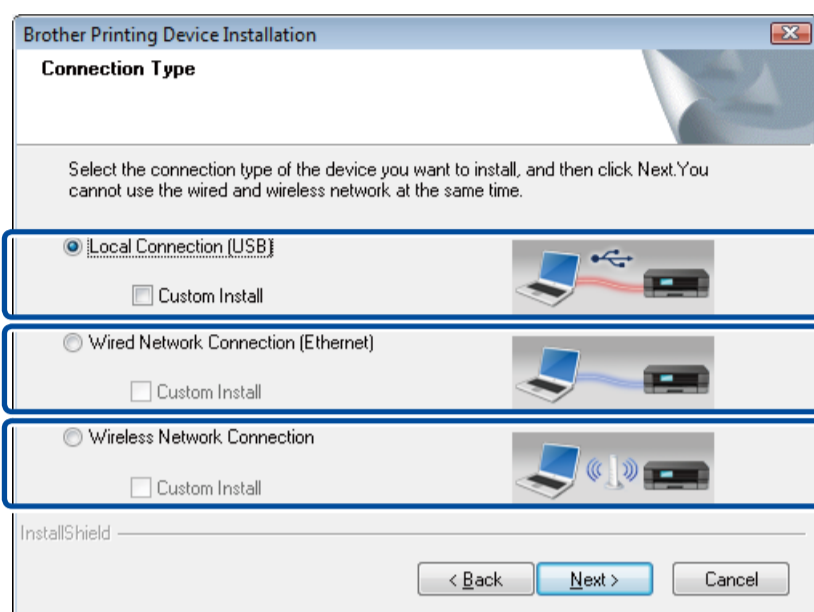 Brother Printing Device Installation
Connection Type
Select the connection type of the device you want to install, and then click Next.You
cannot use the wired and wireless network at the same time.
Local Connection (USB)
Custom Install
Wired Network Connection (Ethernet)
Custom Install
Wireless Network Connection
Custom Install
InstallShield
< Back
Next >
Cancel